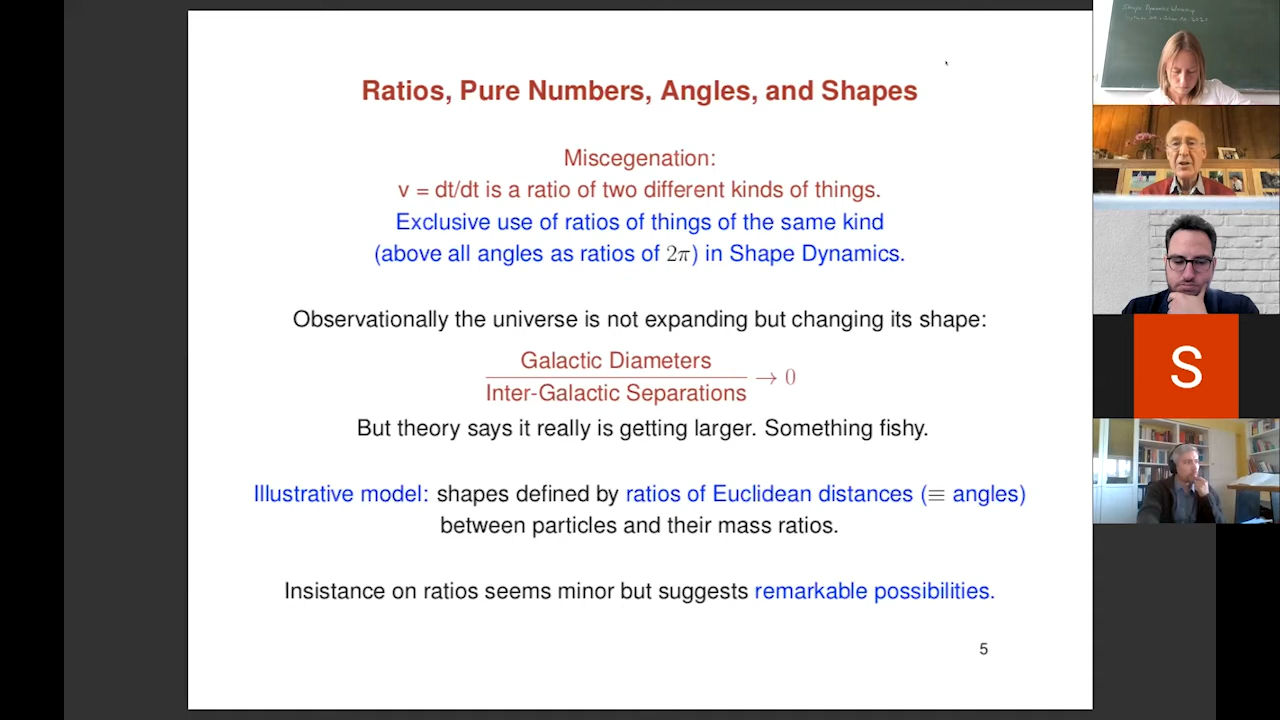 Ratios, Pure Numbers, Angles, and Shapes
Miscegenation:
v = dt/dt is a ratio of two different kinds of things.
Exclusive use of ratios of things of the same kind
(above all angles as ratios of 2π) in Shape Dynamics.
Observationally the universe is not expanding but changing its shape:
Galactic Diameters
Inter-Galactic Separations
→ 0
But theory says it really is getting larger. Something fishy.
Illustrative model: shapes defined by ratios of Euclidean distances (≡ angles)
between particles and their mass ratios.
Insistance on ratios seems minor but suggests remarkable possibilities.
5
Shape Dynamics Workshop
S